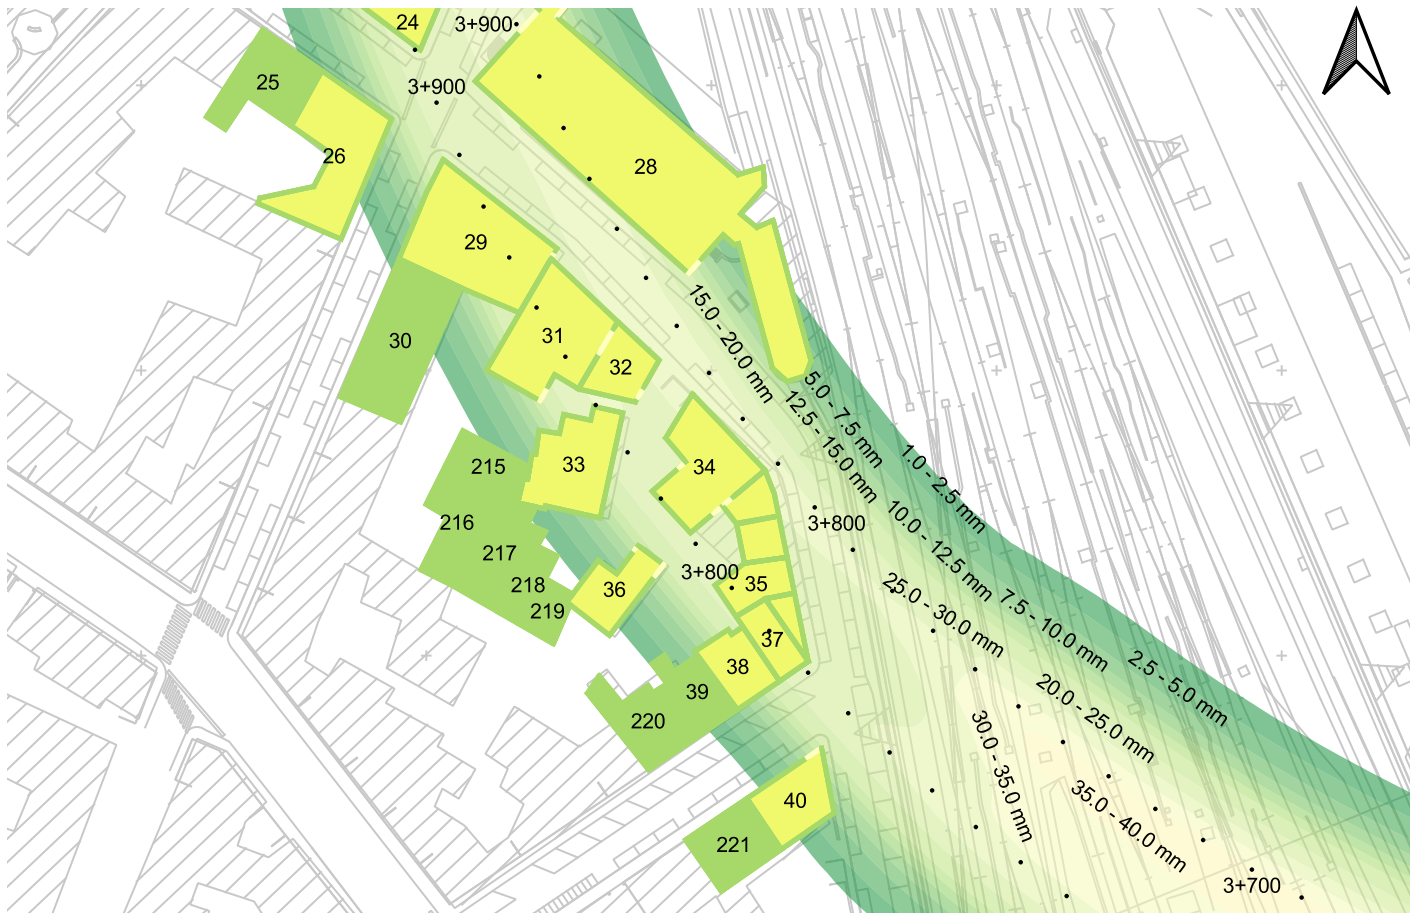 24
3+900
3+900
25
26
28
29
30
31
32
15.0 - 20.0 mm
5.0 - 7.5 mm
12.5 - 15.0 mm
1.0 - 2.5 mm
33
34
215
216
217
218
219
3+800
10.0 - 12.5 mm
3+800
35
36
25.0 - 30.0 mm
7.5 - 10.0 mm
37
38
39
220
2.5 - 5.0 mm
20.0 - 25.0 mm
30.0 - 35.0 mm
35.0 - 40.0 mm
40
221
3+700